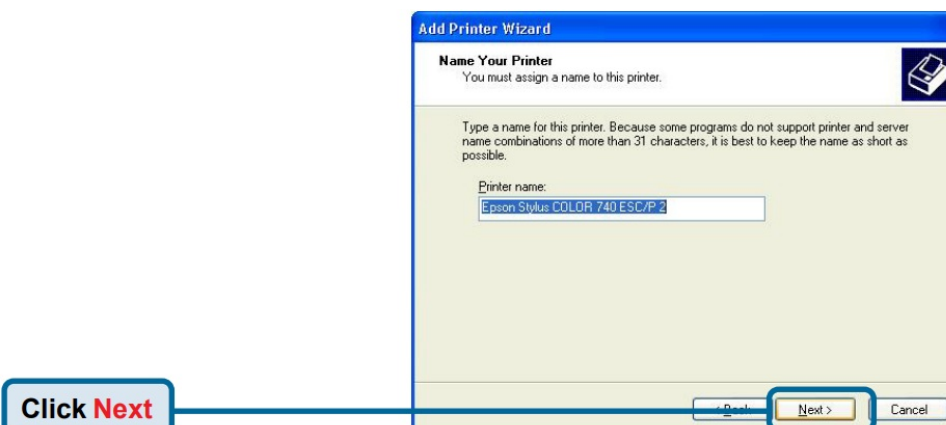 Add Printer Wizard
Name Your Printer
You must assign a name to this printer.
Type a name for this printer. Because some programs do not support printer and server
name combinations of more than 31 characters, it is best to keep the name as short as
possible.
Printer name:
Epson Stylus COLOR 740 ESC/P 2
Click Next
< Back
Next >
Cancel